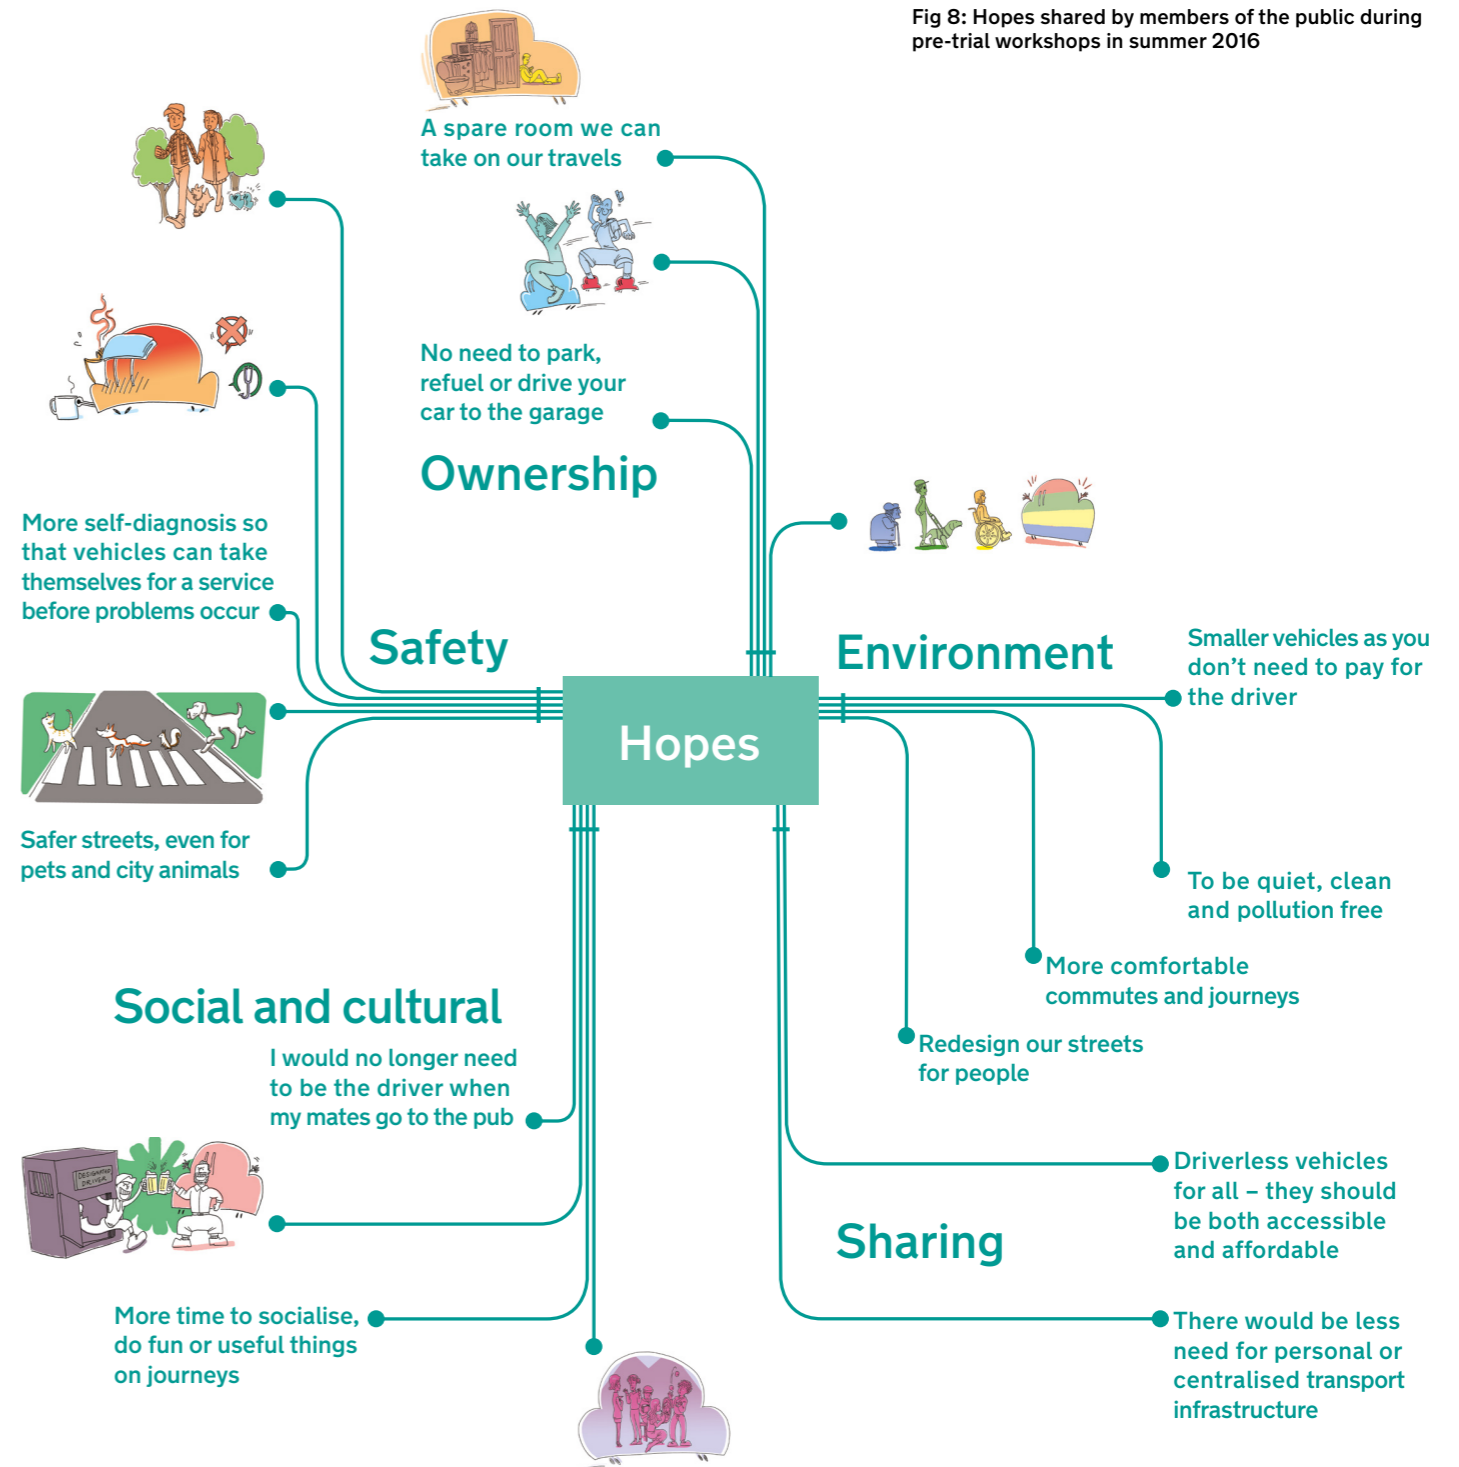 Fig 8: Hopes shared by members of the public during
pre-trial workshops in summer 2016
A spare room we can
take on our travels
No need to park,
refuel or drive your
car to the garage
Ownership
More self-diagnosis so
that vehicles can take
themselves for a service
before problems occur
Safety
Environment
Smaller vehicles as you
don’t need to pay for
the driver
Hopes
Safer streets, even for
pets and city animals
To be quiet, clean
and pollution free
More comfortable
commutes and journeys
Redesign our streets
for people
Social and cultural
I would no longer need
to be the driver when
my mates go to the pub
DESIGNATED
DRIVER
Driverless vehicles
for all – they should
be both accessible
and affordable
Sharing
More time to socialise,
do fun or useful things
on journeys
There would be less
need for personal or
centralised transport
infrastructure